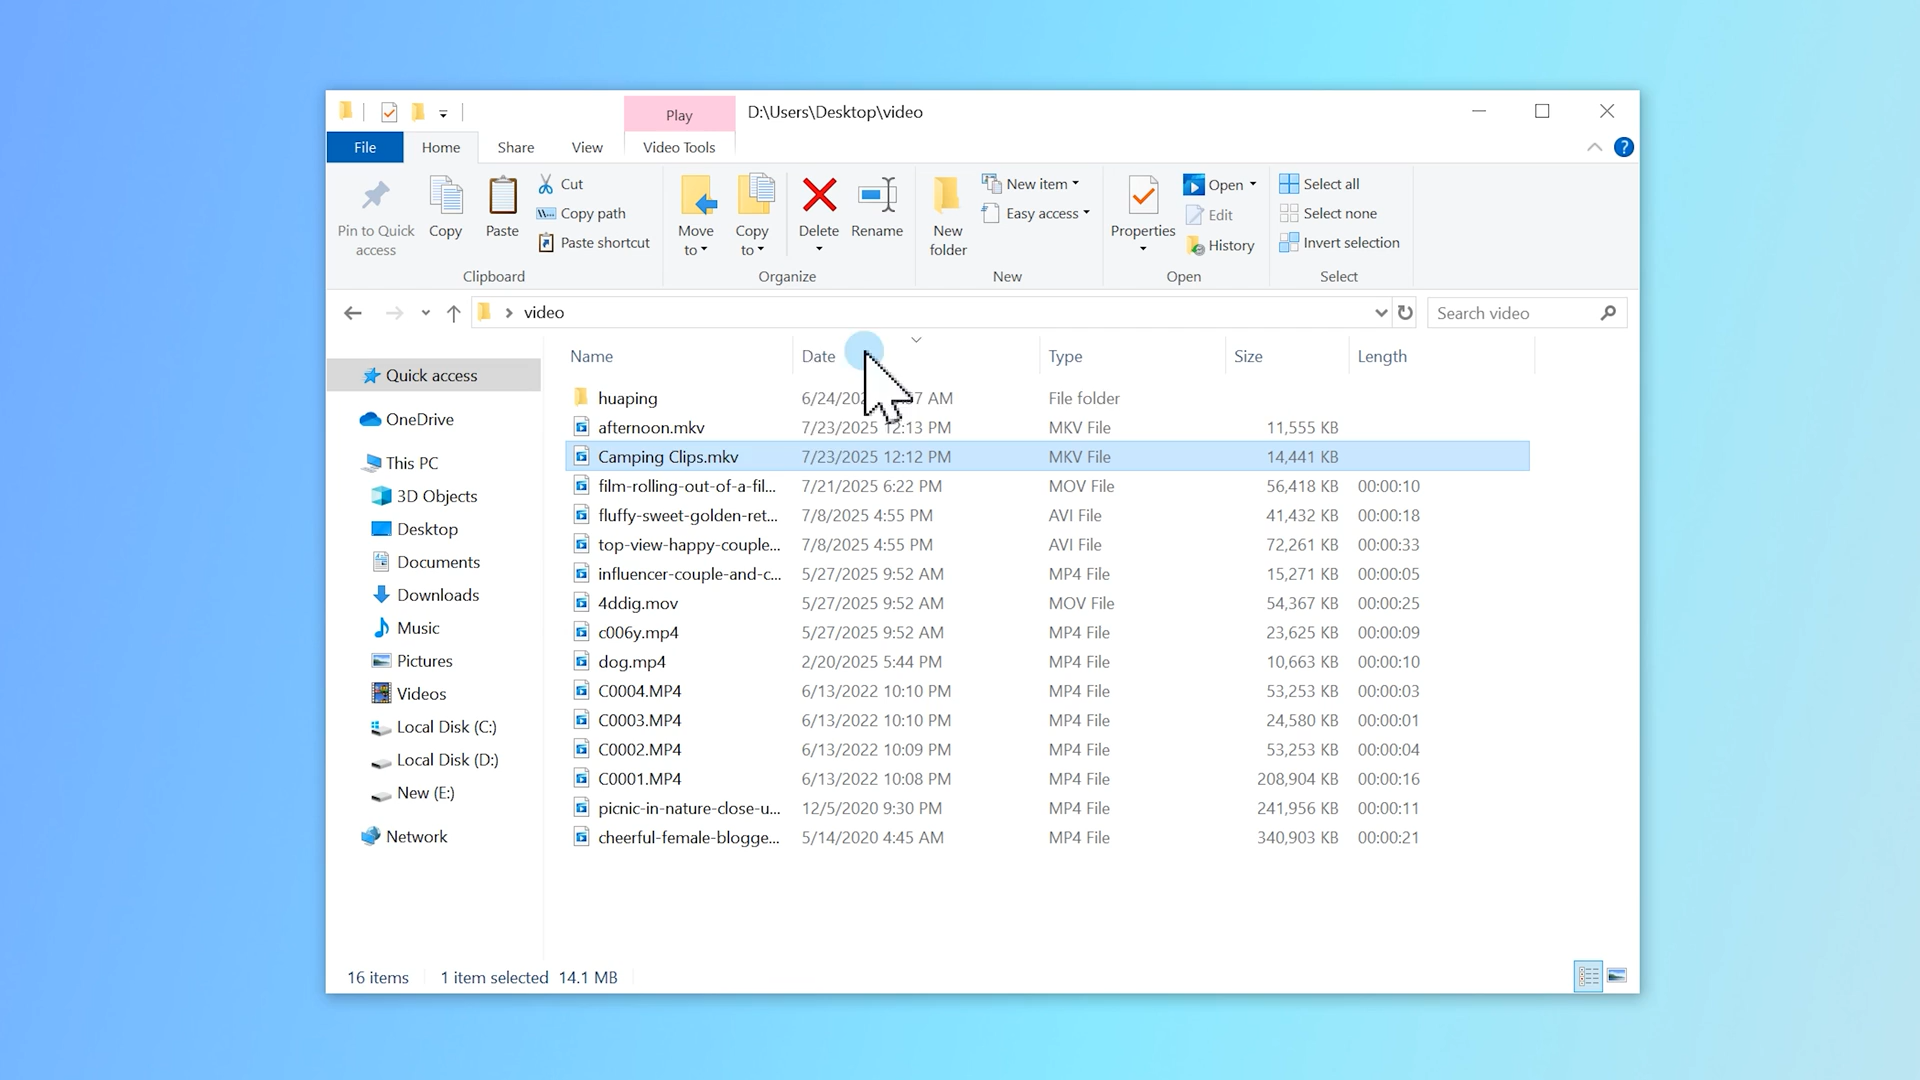 Play
D:\Users\Desktop\video
File
Home
Share
View
Video Tools
?
Pin to Quick access
Copy
Paste
Cut
Copy path
Paste shortcut
Clipboard
Move to
Copy to
Delete
Rename
Organize
New folder
New item
Easy access
New
Properties
Open
Edit
History
Open
Select all
Select none
Invert selection
Select
video
Search video
Quick access
OneDrive
This PC
3D Objects
Desktop
Documents
Downloads
Music
Pictures
Videos
Local Disk (C:)
Local Disk (D:)
New (E:)
Network
Name Date Type Size Length
huaping 6/24/20 AM File folder
afternoon.mkv 7/23/2025 12:13 PM MKV File 11,555 KB
Camping Clips.mkv 7/23/2025 12:12 PM MKV File 14,441 KB
film-rolling-out-of-a-fil... 7/21/2025 6:22 PM MOV File 56,418 KB 00:00:10
fluffy-sweet-golden-ret... 7/8/2025 4:55 PM AVI File 41,432 KB 00:00:18
top-view-happy-couple... 7/8/2025 4:55 PM AVI File 72,261 KB 00:00:33
influencer-couple-and-c... 5/27/2025 9:52 AM MP4 File 15,271 KB 00:00:05
4ddig.mov 5/27/2025 9:52 AM MOV File 54,367 KB 00:00:25
c006y.mp4 5/27/2025 9:52 AM MP4 File 23,625 KB 00:00:09
dog.mp4 2/20/2025 5:44 PM MP4 File 10,663 KB 00:00:10
C0004.MP4 6/13/2022 10:10 PM MP4 File 53,253 KB 00:00:03
C0003.MP4 6/13/2022 10:10 PM MP4 File 24,580 KB 00:00:01
C0002.MP4 6/13/2022 10:09 PM MP4 File 53,253 KB 00:00:04
C0001.MP4 6/13/2022 10:08 PM MP4 File 208,904 KB 00:00:16
picnic-in-nature-close-u... 12/5/2020 9:30 PM MP4 File 241,956 KB 00:00:11
cheerful-female-blogge... 5/14/2020 4:45 AM MP4 File 340,903 KB 00:00:21
16 items 1 item selected 14.1 MB